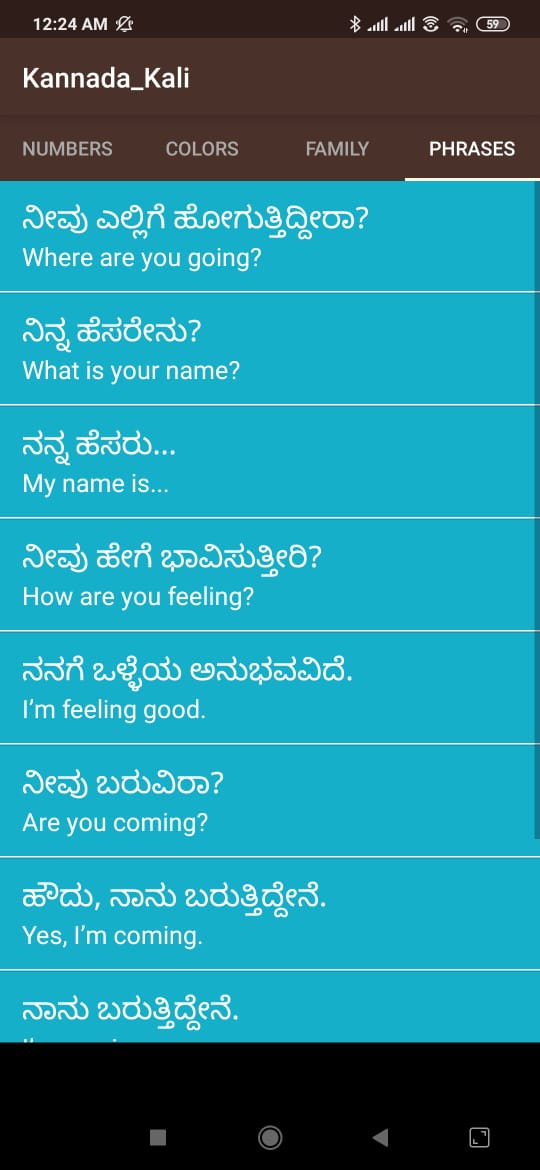 12:24 AM
59
Kannada_Kali
NUMBERS COLORS FAMILY PHRASES
ನೀವು ಎಲ್ಲಿಗೆ ಹೋಗುತ್ತಿದ್ದೀರಾ?
Where are you going?
ನಿನ್ನ ಹೆಸರೇನು?
What is your name?
ನನ್ನ ಹೆಸರು...
My name is...
ನೀವು ಹೇಗೆ ಭಾವಿಸುತ್ತೀರಿ?
How are you feeling?
ನನಗೆ ಒಳ್ಳೆಯ ಅನುಭವವಿದೆ.
I’m feeling good.
ನೀವು ಬರುವಿರಾ?
Are you coming?
ಹೌದು, ನಾನು ಬರುತ್ತಿದ್ದೇನೆ.
Yes, I’m coming.
ನಾನು ಬರುತ್ತಿದ್ದೇನೆ.